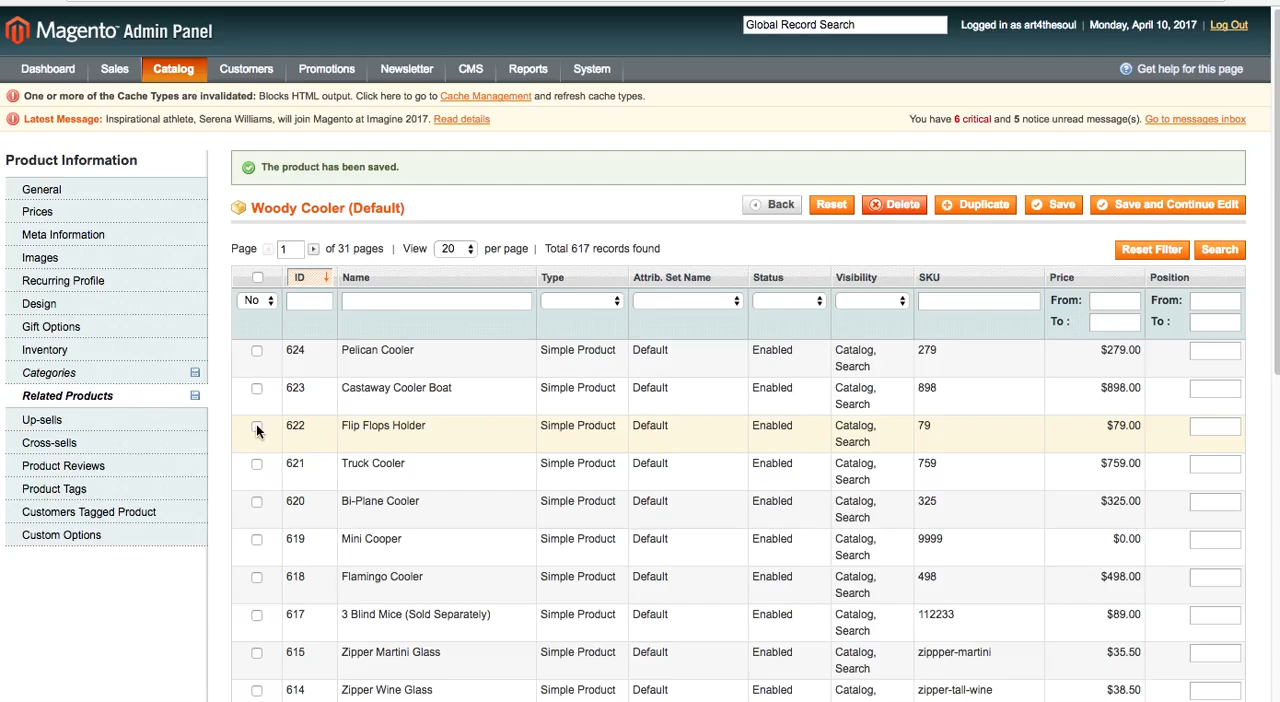 Magento™ Admin Panel
Global Record Search
Logged in as art4thesoul | Monday, April 10, 2017 | Log Out
Dashboard Sales Catalog Customers Promotions Newsletter CMS Reports System Get help for this page
One or more of the Cache Types are invalidated: Blocks HTML output. Click here to go to Cache Management and refresh cache types.
Latest Message: Inspirational athlete, Serena Williams, will join Magento at Imagine 2017. Read details You have 6 critical and 5 notice unread message(s). Go to messages inbox
Product Information
General
Prices
Meta Information
Images
Recurring Profile
Design
Gift Options
Inventory
Categories
Related Products
Up-sells
Cross-sells
Product Reviews
Product Tags
Customers Tagged Product
Custom Options
The product has been saved.
Woody Cooler (Default)
Back Reset Delete Duplicate Save Save and Continue Edit
Page 1 of 31 pages | View 20 per page | Total 617 records found
Reset Filter Search
ID Name Type Attrib. Set Name Status Visibility SKU Price Position
No From: From:
To : To :
624 Pelican Cooler Simple Product Default Enabled Catalog, 279 $279.00
Search
623 Castaway Cooler Boat Simple Product Default Enabled Catalog, 898 $898.00
Search
622 Flip Flops Holder Simple Product Default Enabled Catalog, 79 $79.00
Search
621 Truck Cooler Simple Product Default Enabled Catalog, 759 $759.00
Search
620 Bi-Plane Cooler Simple Product Default Enabled Catalog, 325 $325.00
Search
619 Mini Cooper Simple Product Default Enabled Catalog, 9999 $0.00
Search
618 Flamingo Cooler Simple Product Default Enabled Catalog, 498 $498.00
Search
617 3 Blind Mice (Sold Separately) Simple Product Default Enabled Catalog, 112233 $89.00
Search
615 Zipper Martini Glass Simple Product Default Enabled Catalog, zippper-martini $35.50
Search
614 Zipper Wine Glass Simple Product Default Enabled Catalog, zipper-tall-wine $38.50